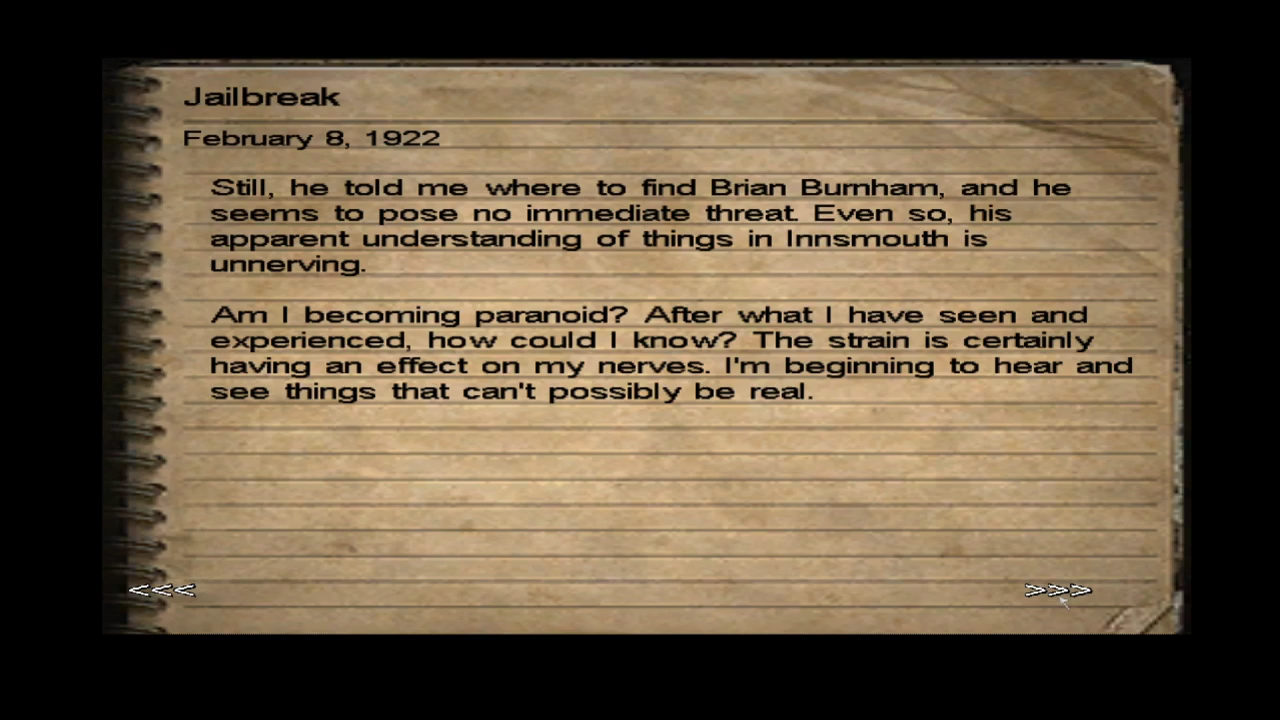 Jailbreak
February 8, 1922
Still, he told me where to find Brian Burnham, and he
seems to pose no immediate threat. Even so, his
apparent understanding of things in Innsmouth is
unnerving.
Am I becoming paranoid? After what I have seen and
experienced, how could I know? The strain is certainly
having an effect on my nerves. I'm beginning to hear and
see things that can't possibly be real.
<<< >>>